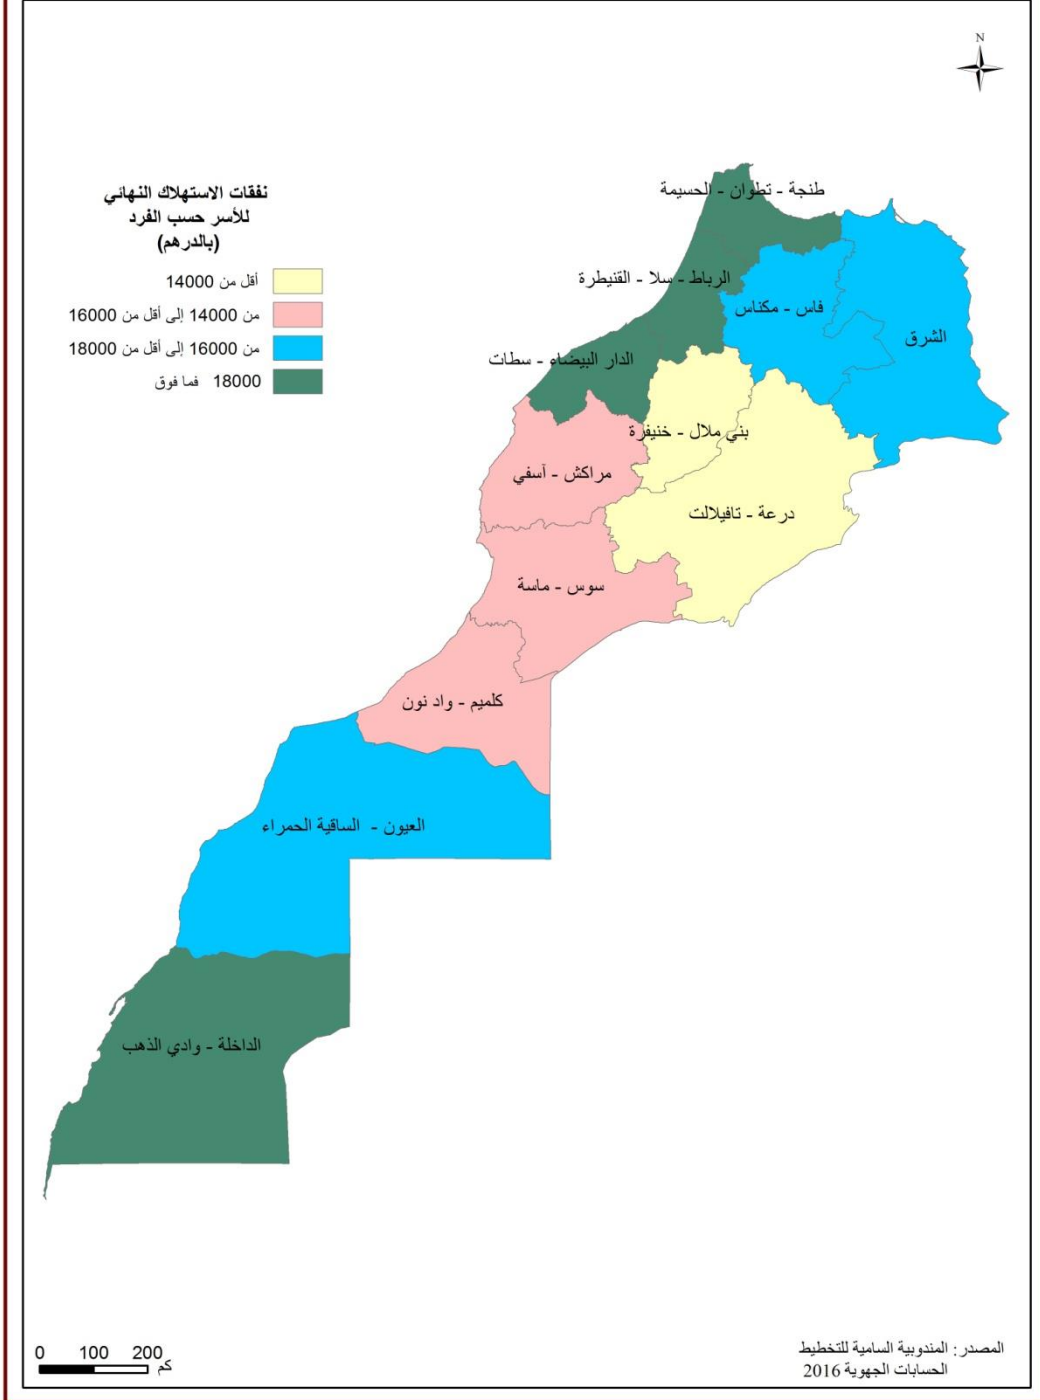 N
نفقات الاستهلاك النهائي
للأسر حسب الفرد
(بالدرهم)
أقل من 14000
من 14000 إلى أقل من 16000
من 16000 إلى أقل من 18000
18000 فما فوق
طنجة - تطوان - الحسيمة
الرباط - سلا - القنيطرة
فاس - مكناس
الشرق
الدار البيضاء - سطات
بني ملال - خنيفرة
مراكش - آسفي
درعة - تافيلالت
سوس - ماسة
كلميم - واد نون
العيون - الساقية الحمراء
الداخلة - وادي الذهب
0 100 200
كم
المصدر: المندوبية السامية للتخطيط
الحسابات الجهوية 2016